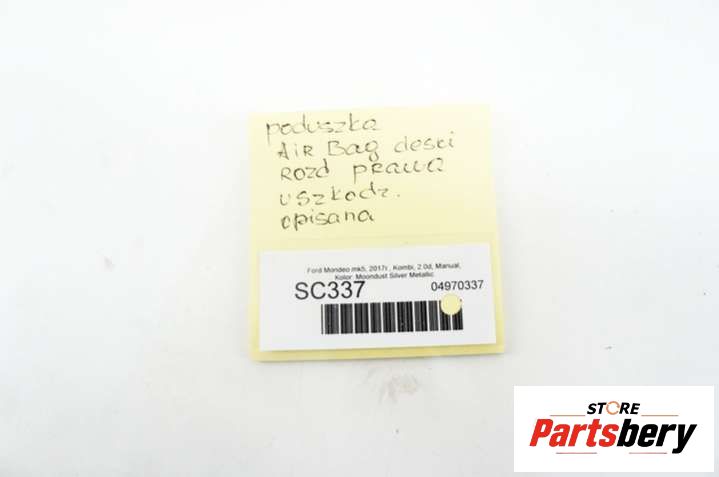 poduszka
AiR Bag deski
ROZD PRAWA
USZKODZ.
opisana
Ford Mondeo mk5, 2017r., Kombi, 2.0d, Manual,
Kolor: Moondust Silver Metallic
SC337 04970337
STORE
Partsbery